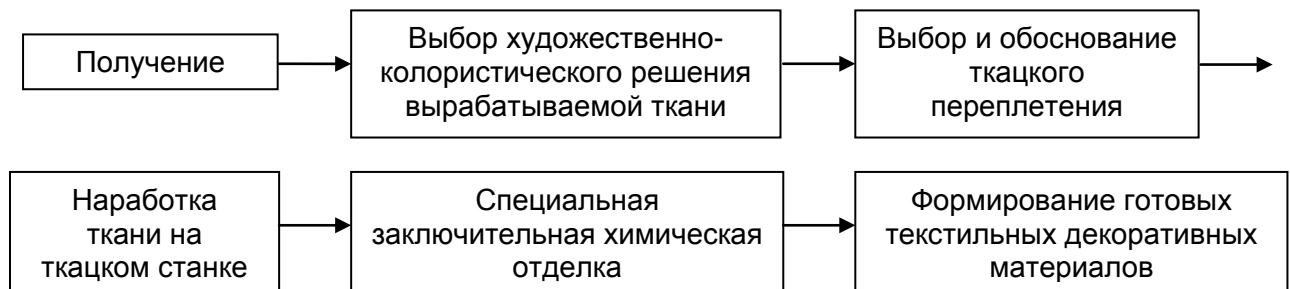 Получение
Выбор художественно-
колористического решения
вырабатываемой ткани
Выбор и обоснование
ткацкого
переплетения
Наработка
ткани на
ткацком станке
Специальная
заключительная химическая
отделка
Формирование готовых
текстильных декоративных
материалов